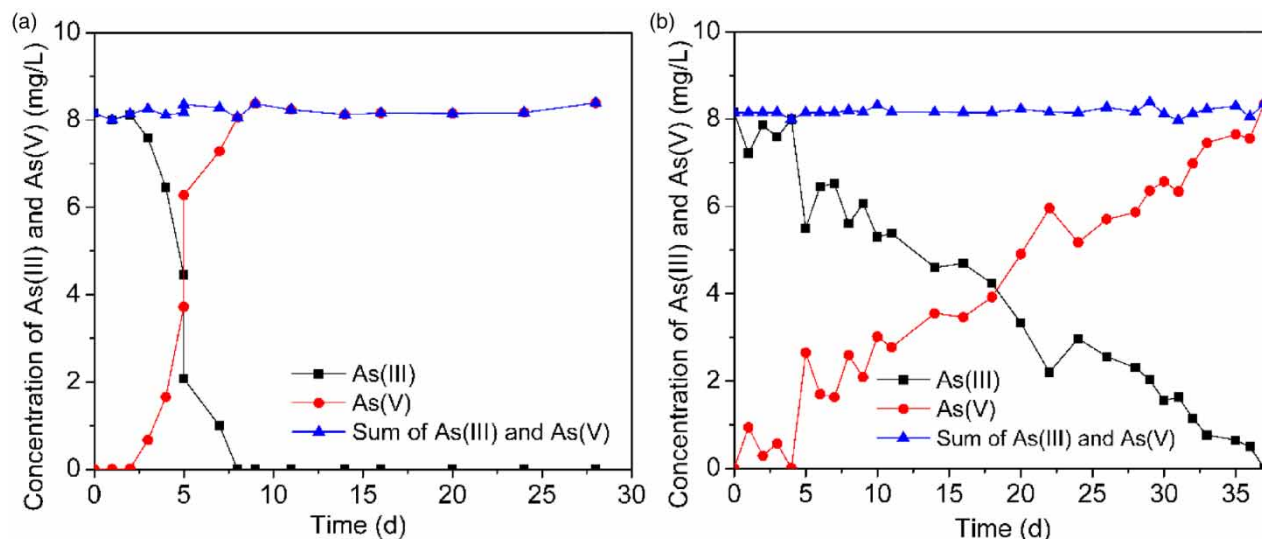 (a)
Concentration of As(III) and As(V) (mg/L)
10
8
6
4
2
0
As(III)
As(V)
Sum of As(III) and As(V)
0 5 10 15 20 25 30
Time (d)
(b)
Concentration of As(III) and As(V) (mg/L)
10
8
6
4
2
0
As(III)
As(V)
Sum of As(III) and As(V)
0 5 10 15 20 25 30 35
Time (d)